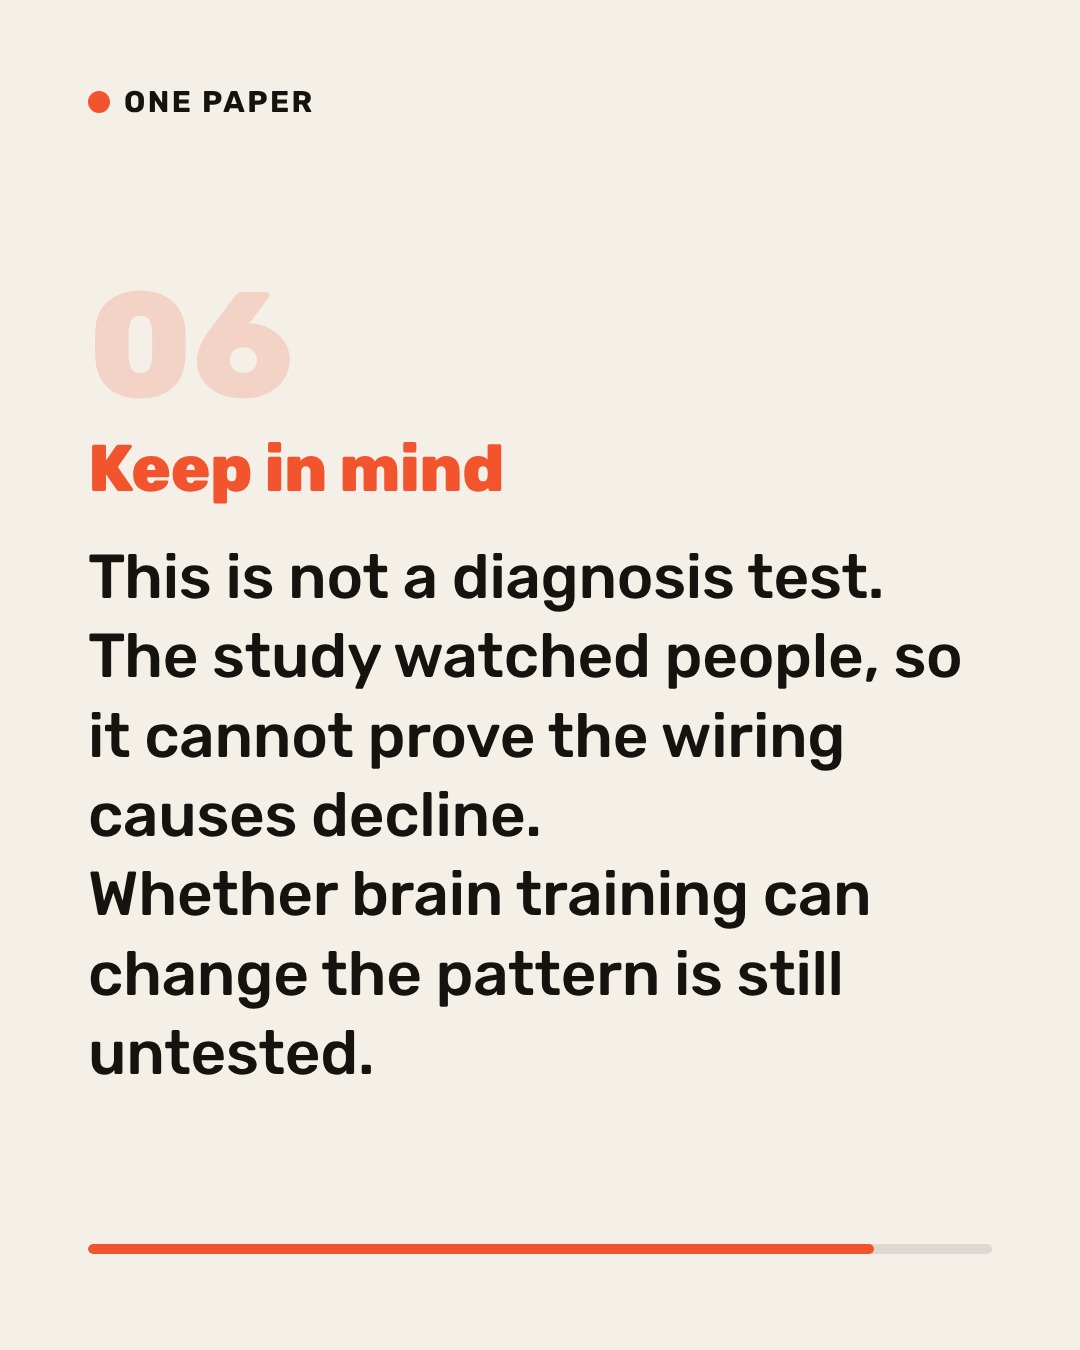 ONE PAPER
06
Keep in mind
This is not a diagnosis test.
The study watched people, so
it cannot prove the wiring
causes decline.
Whether brain training can
change the pattern is still
untested.